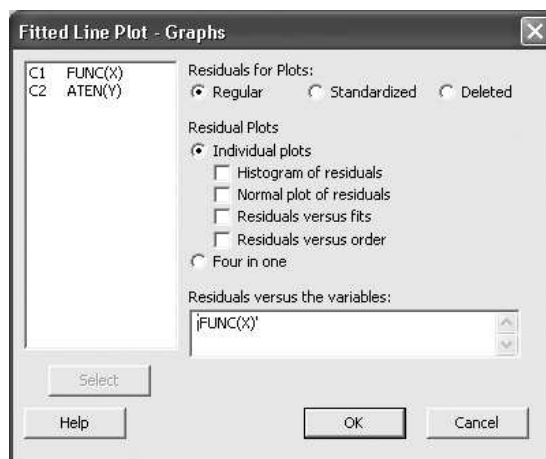 Fitted Line Plot - Graphs
C1 FUNC(X)
C2 ATEN(Y)
Residuals for Plots:
Regular Standardized Deleted
Residual Plots
Individual plots
Histogram of residuals
Normal plot of residuals
Residuals versus fits
Residuals versus order
Four in one
Residuals versus the variables:
jFUNC(X)'
Select
Help OK Cancel